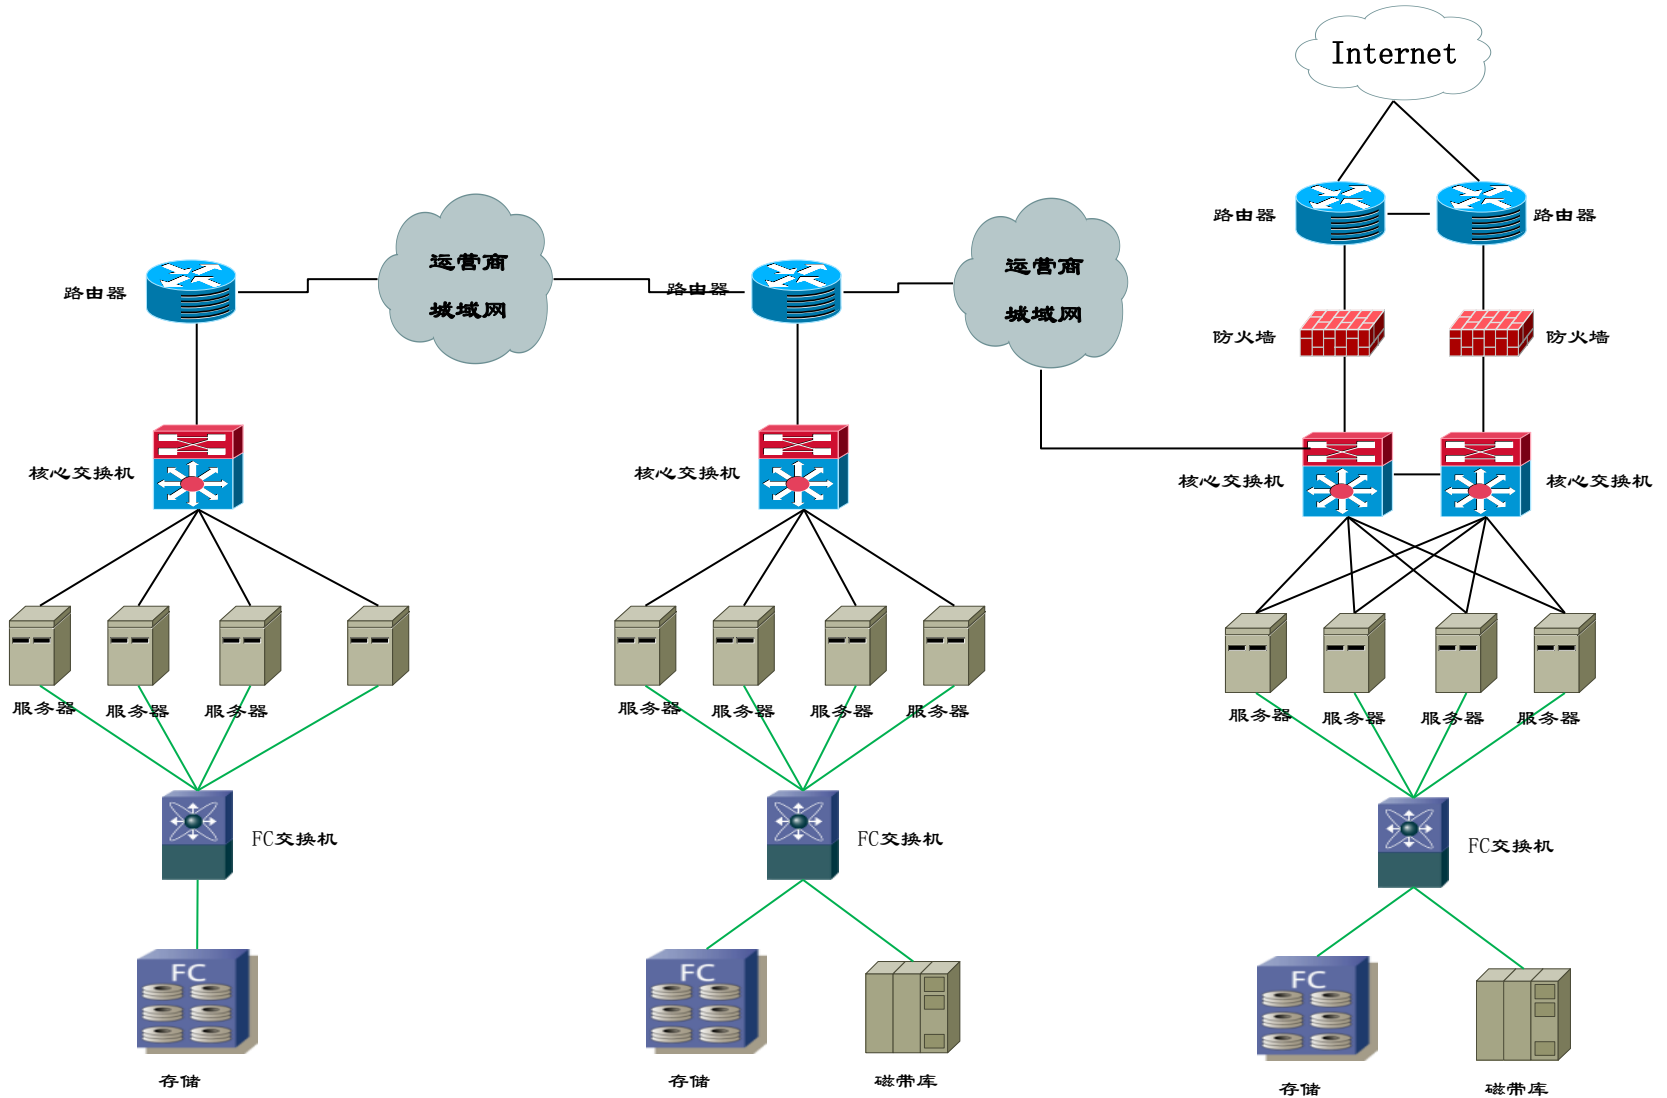 Internet
路由器
路由器
运营商
城域网
运营商
城域网
路由器
路由器
防火墙
防火墙
核心交换机
核心交换机
核心交换机
核心交换机
服务器
服务器
服务器
服务器
服务器
服务器
服务器
服务器
服务器
服务器
服务器
FC交换机
FC交换机
FC交换机
FC
FC
FC
存储
存储
磁带库
存储
磁带库